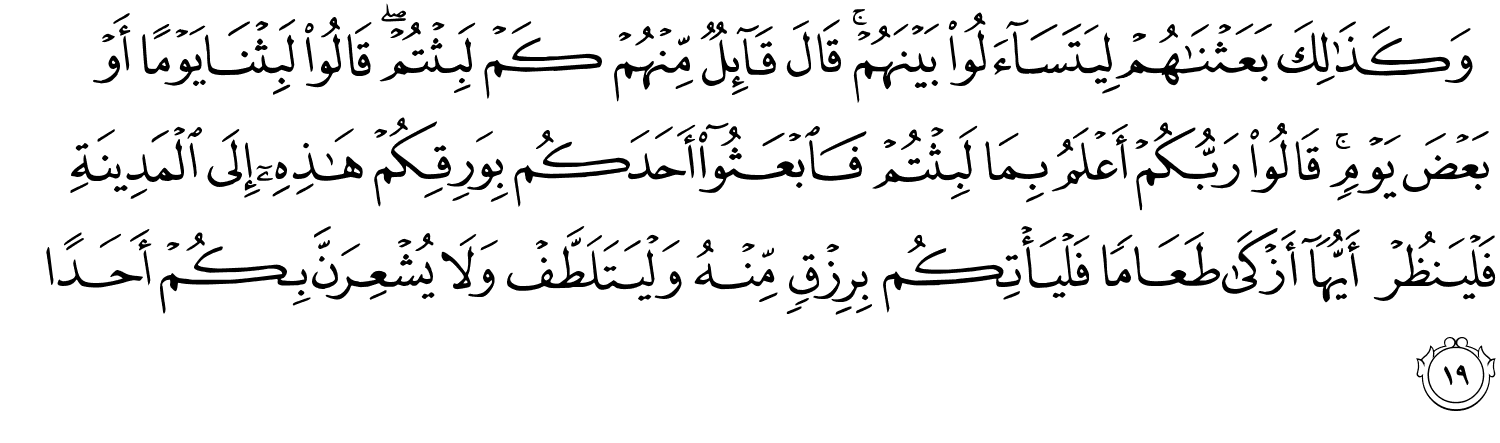 وَكَذَٰلِكَ بَعَثْنَٰهُمْ لِيَتَسَآءَلُوا۟ بَيْنَهُمْ ۚ قَالَ قَآئِلٌ مِّنْهُمْ كَمْ لَبِثْتُمْ ۖ قَالُوا۟ لَبِثْنَا يَوْمًا أَوْ
بَعْضَ يَوْمٍ ۚ قَالُوا۟ رَبُّكُمْ أَعْلَمُ بِمَا لَبِثْتُمْ فَٱبْعَثُوٓا۟ أَحَدَكُم بِوَرِقِكُمْ هَٰذِهِۦٓ إِلَى ٱلْمَدِينَةِ
فَلْيَنظُرْ أَيُّهَآ أَزْكَىٰ طَعَامًا فَلْيَأْتِكُم بِرِزْقٍ مِّنْهُ وَلْيَتَلَطَّفْ وَلَا يُشْعِرَنَّ بِكُمْ أَحَدًا
١٩